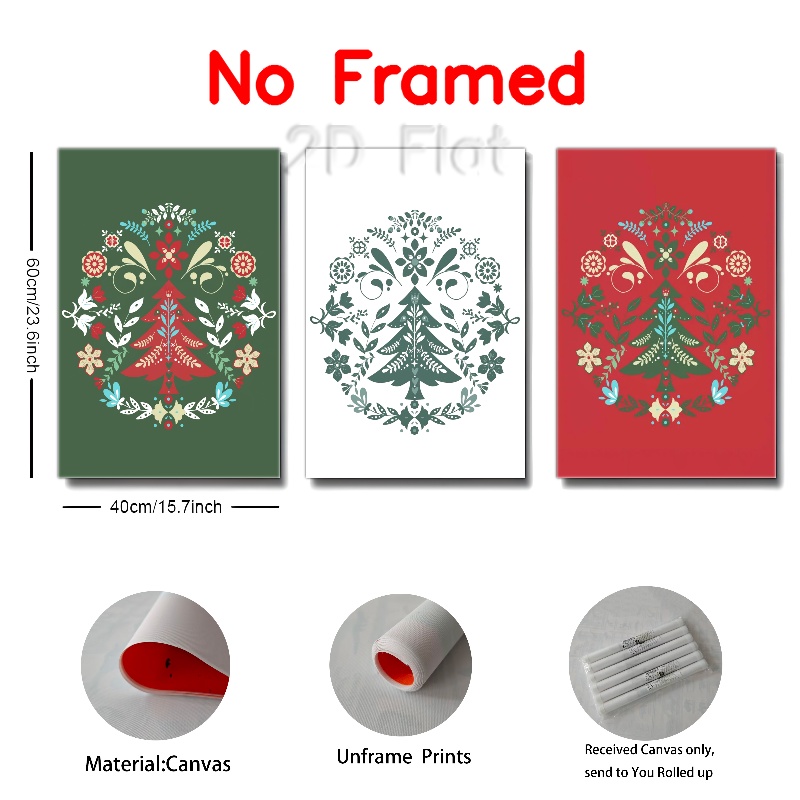 No Framed
2D Flat
60cm/23.6inch
40cm/15.7inch
Material:Canvas
Unframe Prints
Received Canvas only,
send to You Rolled up